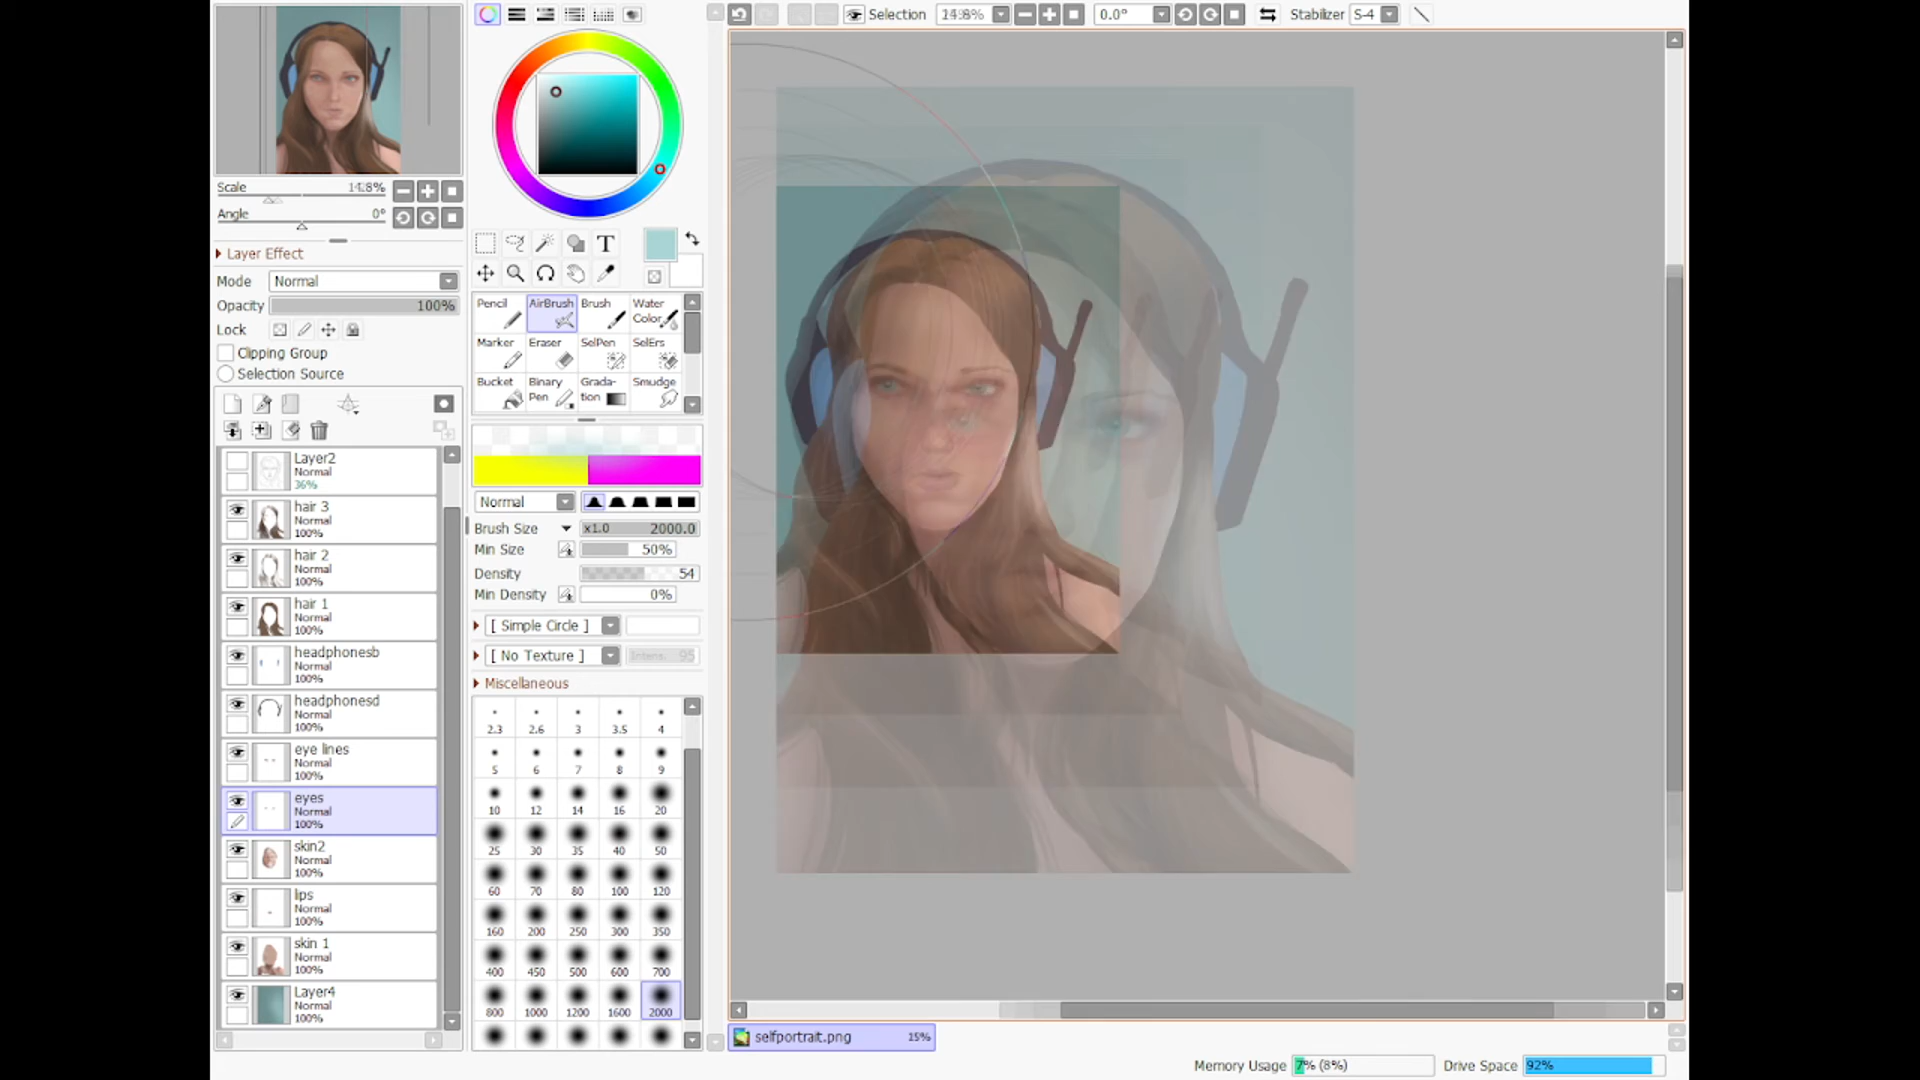 Selection
0.0°
Stabilizer S-4
Scale
Angle 0°
Layer Effect
Mode Normal
Opacity 100%
Lock
Clipping Group
Selection Source
Layer2
Normal
36%
hair 3
Normal
100%
hair 2
Normal
100%
hair 1
Normal
100%
headphonesb
Normal
100%
headphonesd
Normal
100%
eye lines
Normal
100%
eyes
Normal
100%
skin2
Normal
100%
lips
Normal
100%
skin 1
Normal
100%
Layer4
Normal
100%
T
Pencil AirBrush Brush Water Color
Marker Eraser SelPen SelErs
Bucket Binary Pen Grada-tion Smudge
Normal
Brush Size x1.0 2000.0
Min Size 50%
Density 54
Min Density 0%
[ Simple Circle ]
[ No Texture ] Intens. 95
Miscellaneous
2.3 2.6 3 3.5 4
5 6 7 8 9
10 12 14 16 20
25 30 35 40 50
60 70 80 100 120
160 200 250 300 350
400 450 500 600 700
800 1000 1200 1600 2000
selfportrait.png 15%
Memory Usage 7% (8%) Drive Space 92%